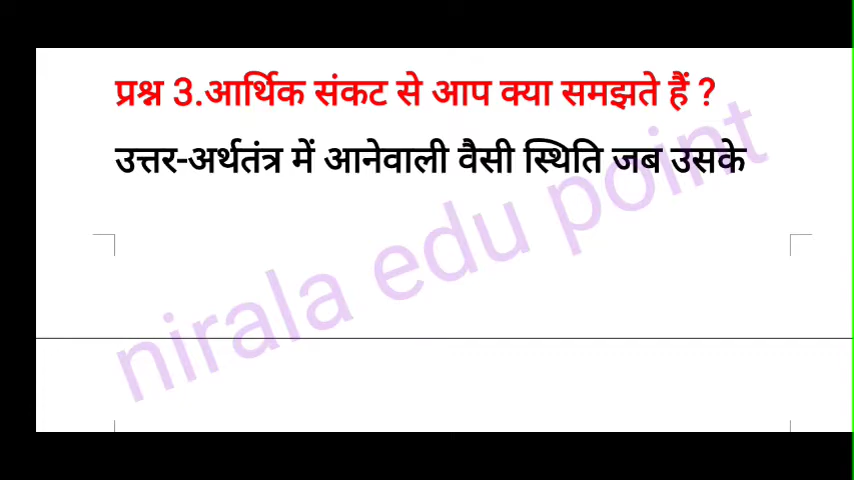 प्रश्न 3.आर्थिक संकट से आप क्या समझते हैं ?
उत्तर-अर्थतंत्र में आनेवाली वैसी स्थिति जब उसके
nirala edu point